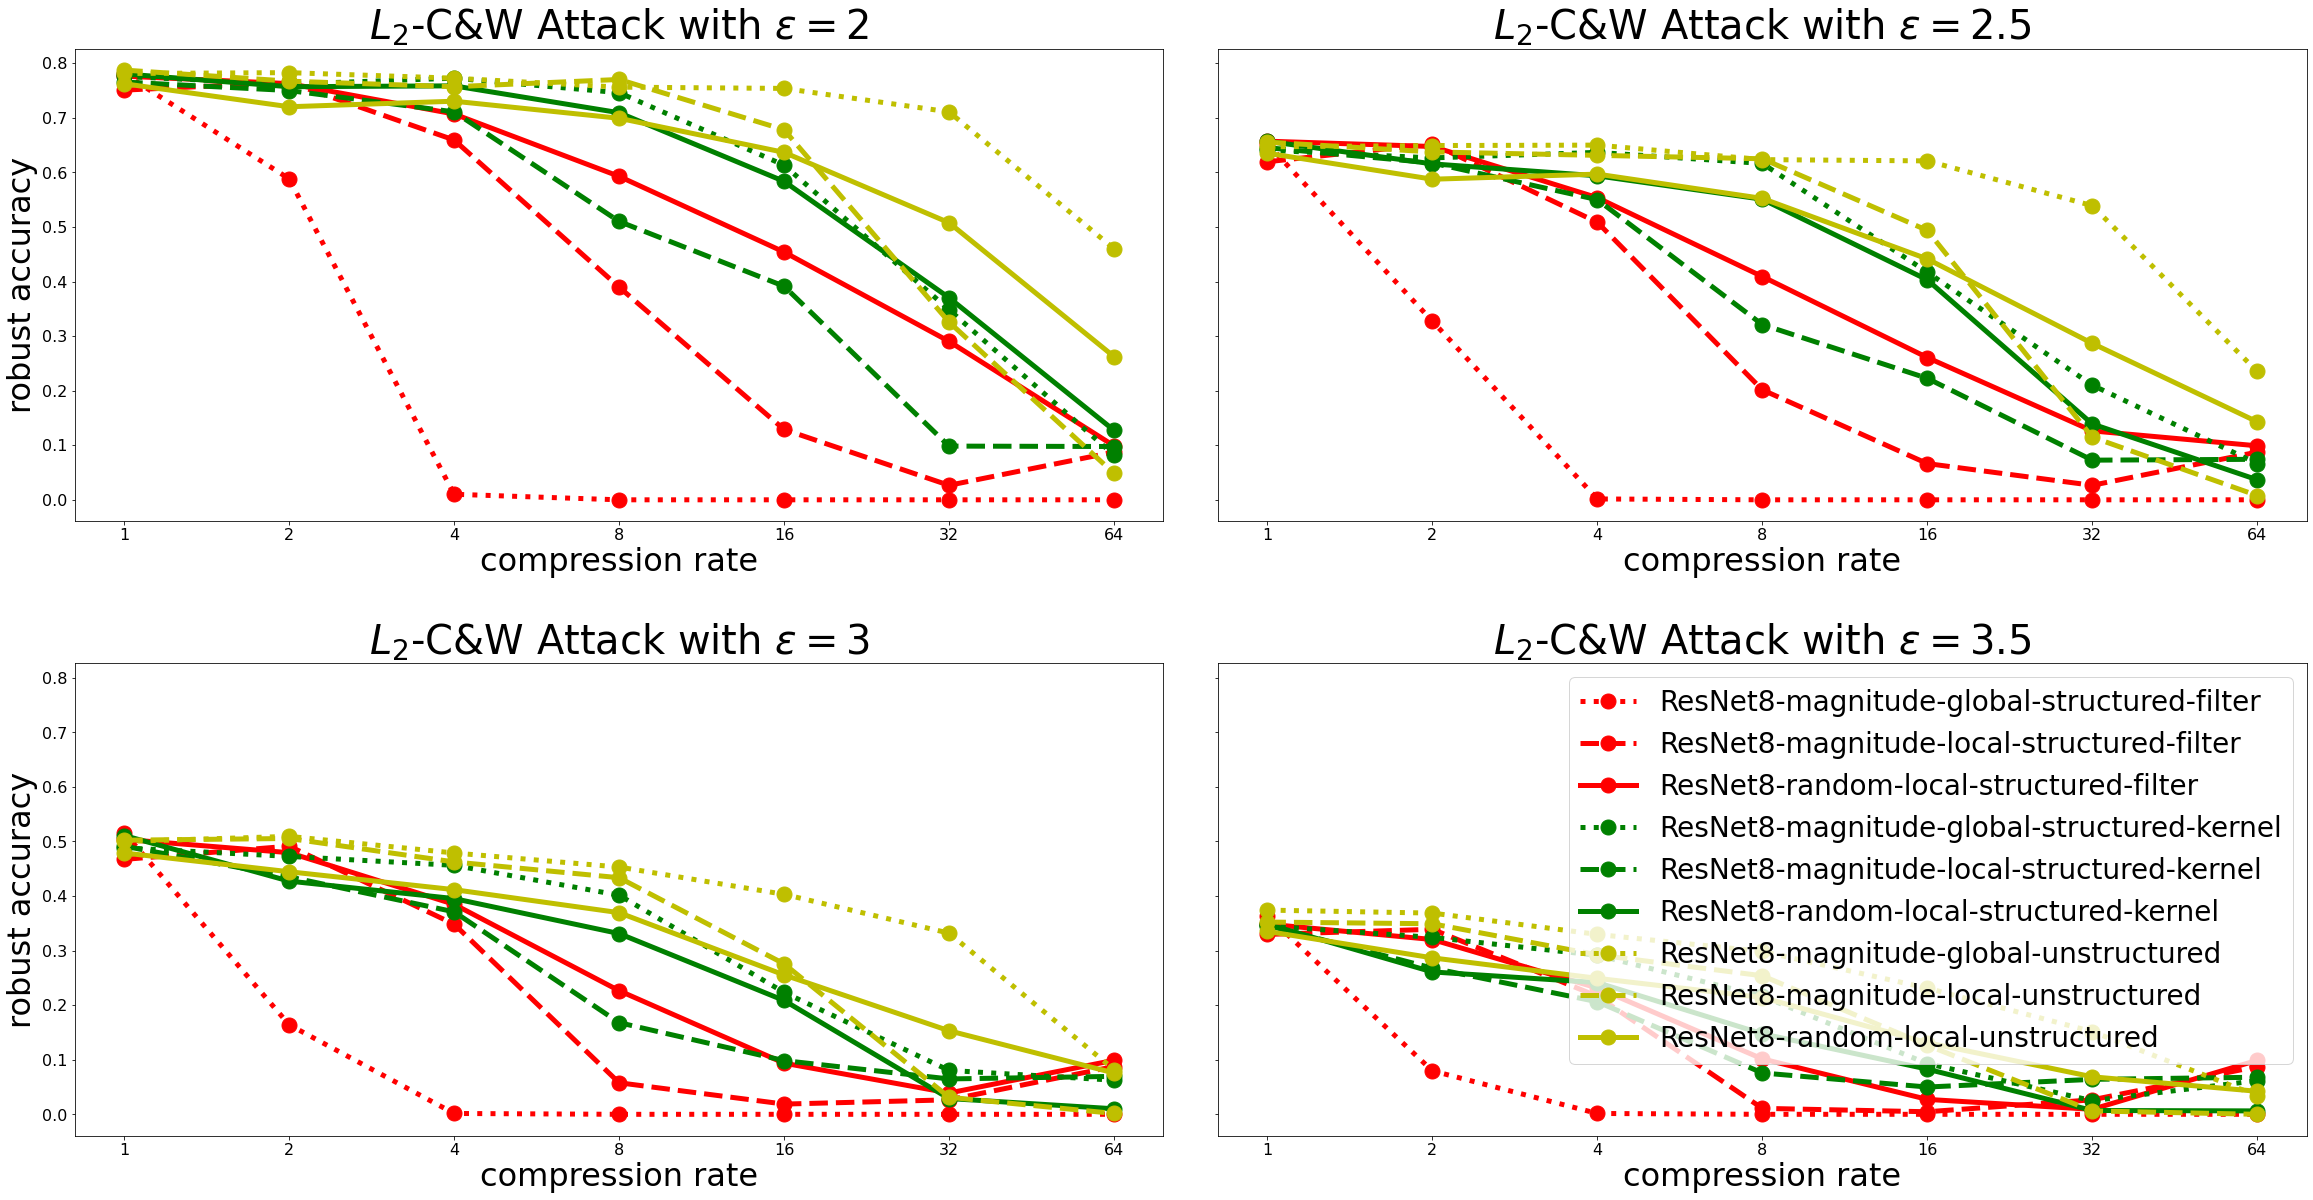 L₂-C&W Attack with ε = 2
0.8
0.7
0.6
0.5
0.4
0.3
0.2
0.1
0.0
robust accuracy
1 2 4 8 16 32 64
compression rate
L₂-C&W Attack with ε = 2.5
1 2 4 8 16 32 64
compression rate
L₂-C&W Attack with ε = 3
0.8
0.7
0.6
0.5
0.4
0.3
0.2
0.1
0.0
robust accuracy
1 2 4 8 16 32 64
compression rate
L₂-C&W Attack with ε = 3.5
ResNet8-magnitude-global-structured-filter
ResNet8-magnitude-local-structured-filter
ResNet8-random-local-structured-filter
ResNet8-magnitude-global-structured-kernel
ResNet8-magnitude-local-structured-kernel
ResNet8-random-local-structured-kernel
ResNet8-magnitude-global-unstructured
ResNet8-magnitude-local-unstructured
ResNet8-random-local-unstructured
1 2 4 8 16 32 64
compression rate